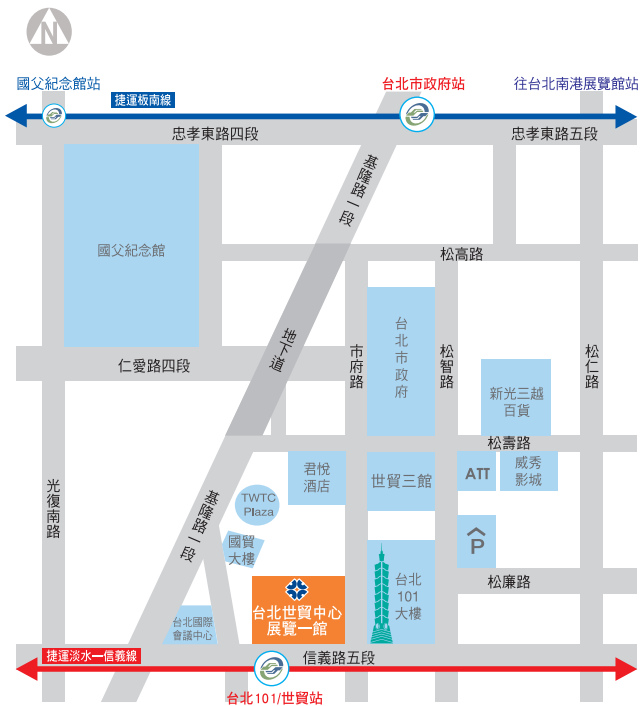 N
國父紀念館站
台北市政府站
往台北南港展覽館站
捷運板南線
忠孝東路四段
忠孝東路五段
基隆路一段
國父紀念館
松高路
地下道
台北市政府
市府路
松智路
松仁路
仁愛路四段
新光三越
百貨
松壽路
君悅
酒店
世貿三館
ATT
威秀
影城
光復南路
基隆路一段
TWTC
Plaza
國貿
大樓
P
台北
101
大樓
松廉路
台北世貿中心
展覽一館
台北國際
會議中心
捷運淡水—信義線
信義路五段
台北101/世貿站